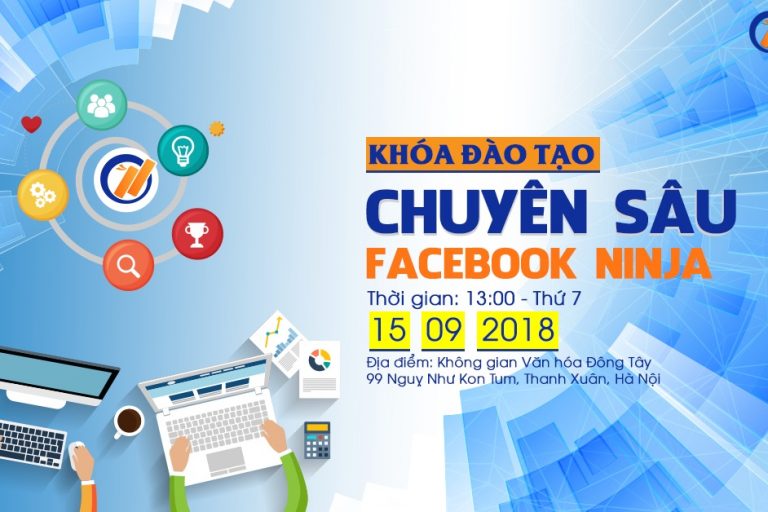 KHÓA ĐÀO TẠO
CHUYÊN SÂU
FACEBOOK NINJA
Thời gian: 13:00 - Thứ 7
15 09 2018
Địa điểm: Không gian Văn hóa Đông Tây
99 Nguỵ Như Kon Tum, Thanh Xuân, Hà Nội